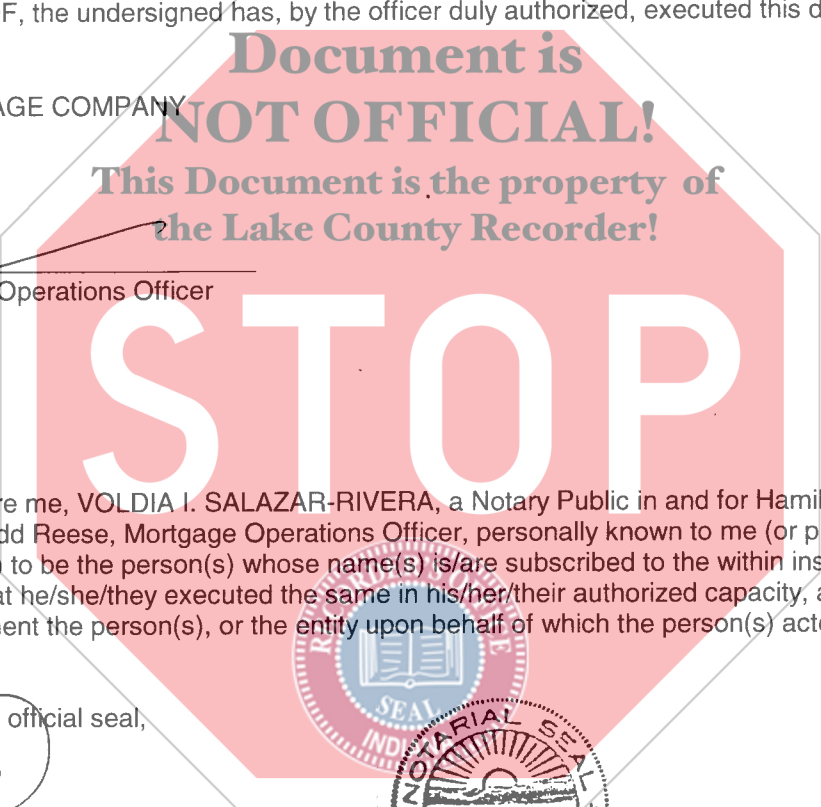 F, the undersigned has, by the officer duly authorized, executed this d
Document is
AGE COMPANY
NOT OFFICIAL!
This Document is the property of
the Lake County Recorder!
Operations Officer
STOP
re me, VOLDIA I. SALAZAR-RIVERA, a Notary Public in and for Hamil
dd Reese, Mortgage Operations Officer, personally known to me (or p
to be the person(s) whose name(s) is/are subscribed to the within ins
at he/she/they executed the same in his/her/their authorized capacity, a
ent the person(s), or the entity upon behalf of which the person(s) acte
RECORDER'S OFFICE
SEAL
INDIANA
official seal,
NOTARIAL SEAL